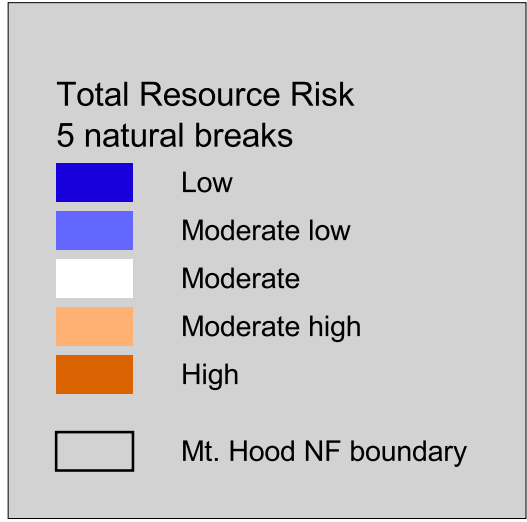 Total Resource Risk
5 natural breaks
Low
Moderate low
Moderate
Moderate high
High
Mt. Hood NF boundary